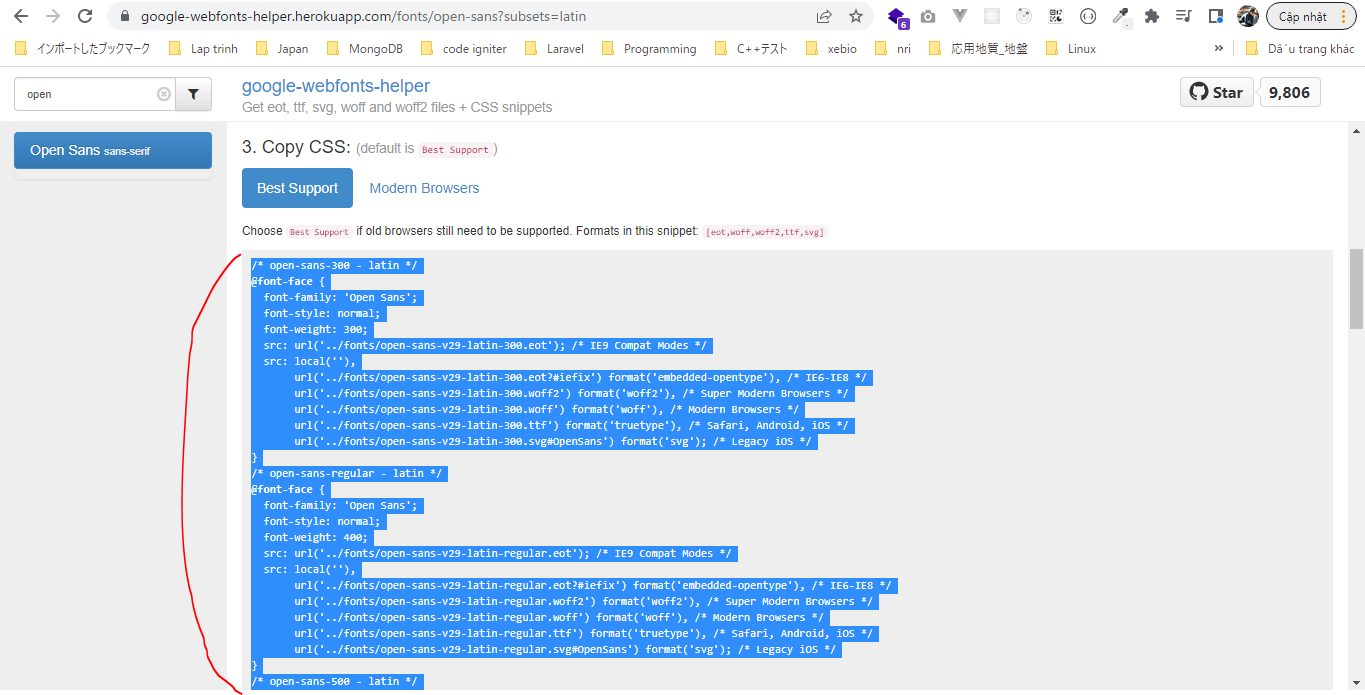 google-webfonts-helper.herokuapp.com/fonts/open-sans?subsets=latin
6
Cập nhật
インポートしたブックマーク
Lap trinh
Japan
MongoDB
code igniter
Laravel
Programming
C++テスト
xebio
nri
応用地質_地盤
Linux
»
Dấu trang khác
open
google-webfonts-helper
Get eot, ttf, svg, woff and woff2 files + CSS snippets
Star
9,806
Open Sans sans-serif
3. Copy CSS: (default is Best Support )
Best Support
Modern Browsers
Choose Best Support if old browsers still need to be supported. Formats in this snippet: [eot,woff,woff2,ttf,svg]
/* open-sans-300 - latin */
@font-face {
  font-family: 'Open Sans';
  font-style: normal;
  font-weight: 300;
  src: url('../fonts/open-sans-v29-latin-300.eot'); /* IE9 Compat Modes */
  src: local(''),
       url('../fonts/open-sans-v29-latin-300.eot?#iefix') format('embedded-opentype'), /* IE6-IE8 */
       url('../fonts/open-sans-v29-latin-300.woff2') format('woff2'), /* Super Modern Browsers */
       url('../fonts/open-sans-v29-latin-300.woff') format('woff'), /* Modern Browsers */
       url('../fonts/open-sans-v29-latin-300.ttf') format('truetype'), /* Safari, Android, iOS */
       url('../fonts/open-sans-v29-latin-300.svg#OpenSans') format('svg'); /* Legacy iOS */
}
/* open-sans-regular - latin */
@font-face {
  font-family: 'Open Sans';
  font-style: normal;
  font-weight: 400;
  src: url('../fonts/open-sans-v29-latin-regular.eot'); /* IE9 Compat Modes */
  src: local(''),
       url('../fonts/open-sans-v29-latin-regular.eot?#iefix') format('embedded-opentype'), /* IE6-IE8 */
       url('../fonts/open-sans-v29-latin-regular.woff2') format('woff2'), /* Super Modern Browsers */
       url('../fonts/open-sans-v29-latin-regular.woff') format('woff'), /* Modern Browsers */
       url('../fonts/open-sans-v29-latin-regular.ttf') format('truetype'), /* Safari, Android, iOS */
       url('../fonts/open-sans-v29-latin-regular.svg#OpenSans') format('svg'); /* Legacy iOS */
}
/* open-sans-500 - latin */